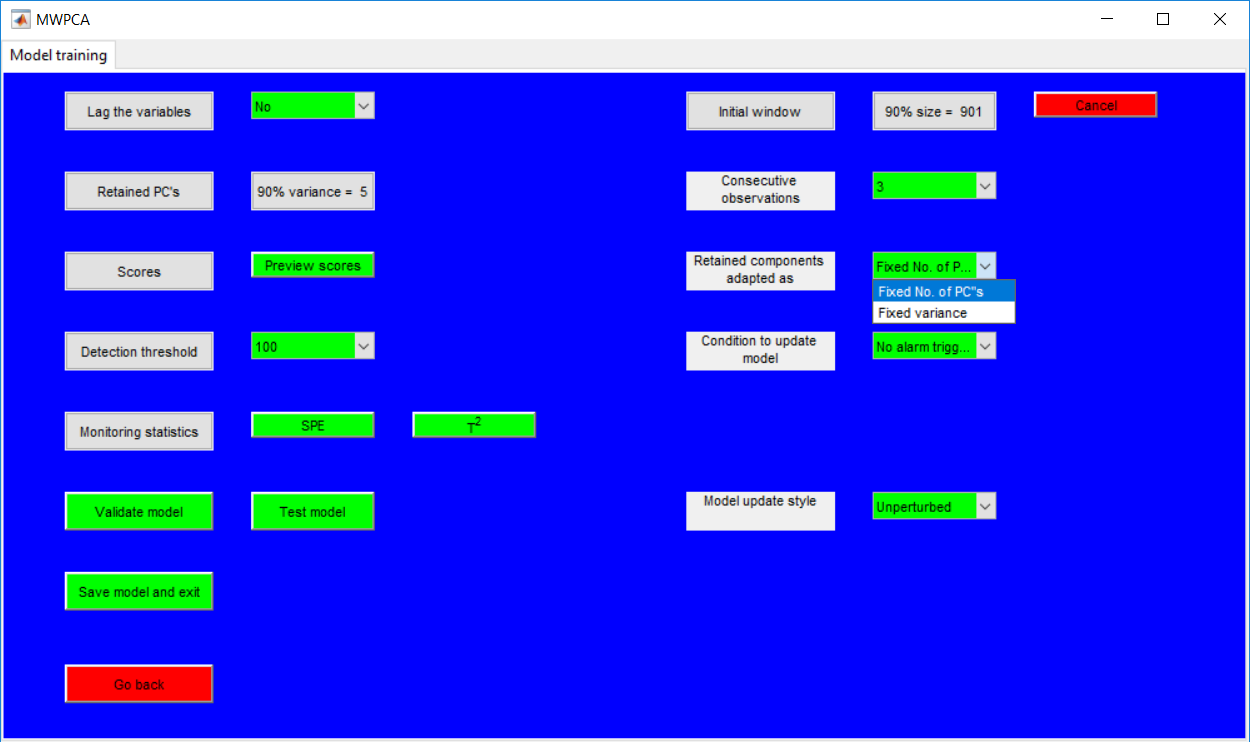 MWPCA
Model training
Lag the variables
No
Initial window
90% size = 901
Cancel
Retained PC's
90% variance = 5
Consecutive
observations
3
Scores
Preview scores
Retained components
adapted as
Fixed No. of P...
Fixed No. of PC''s
Fixed variance
Detection threshold
100
Condition to update
model
No alarm trigg...
Monitoring statistics
SPE
T²
Validate model
Test model
Model update style
Unperturbed
Save model and exit
Go back